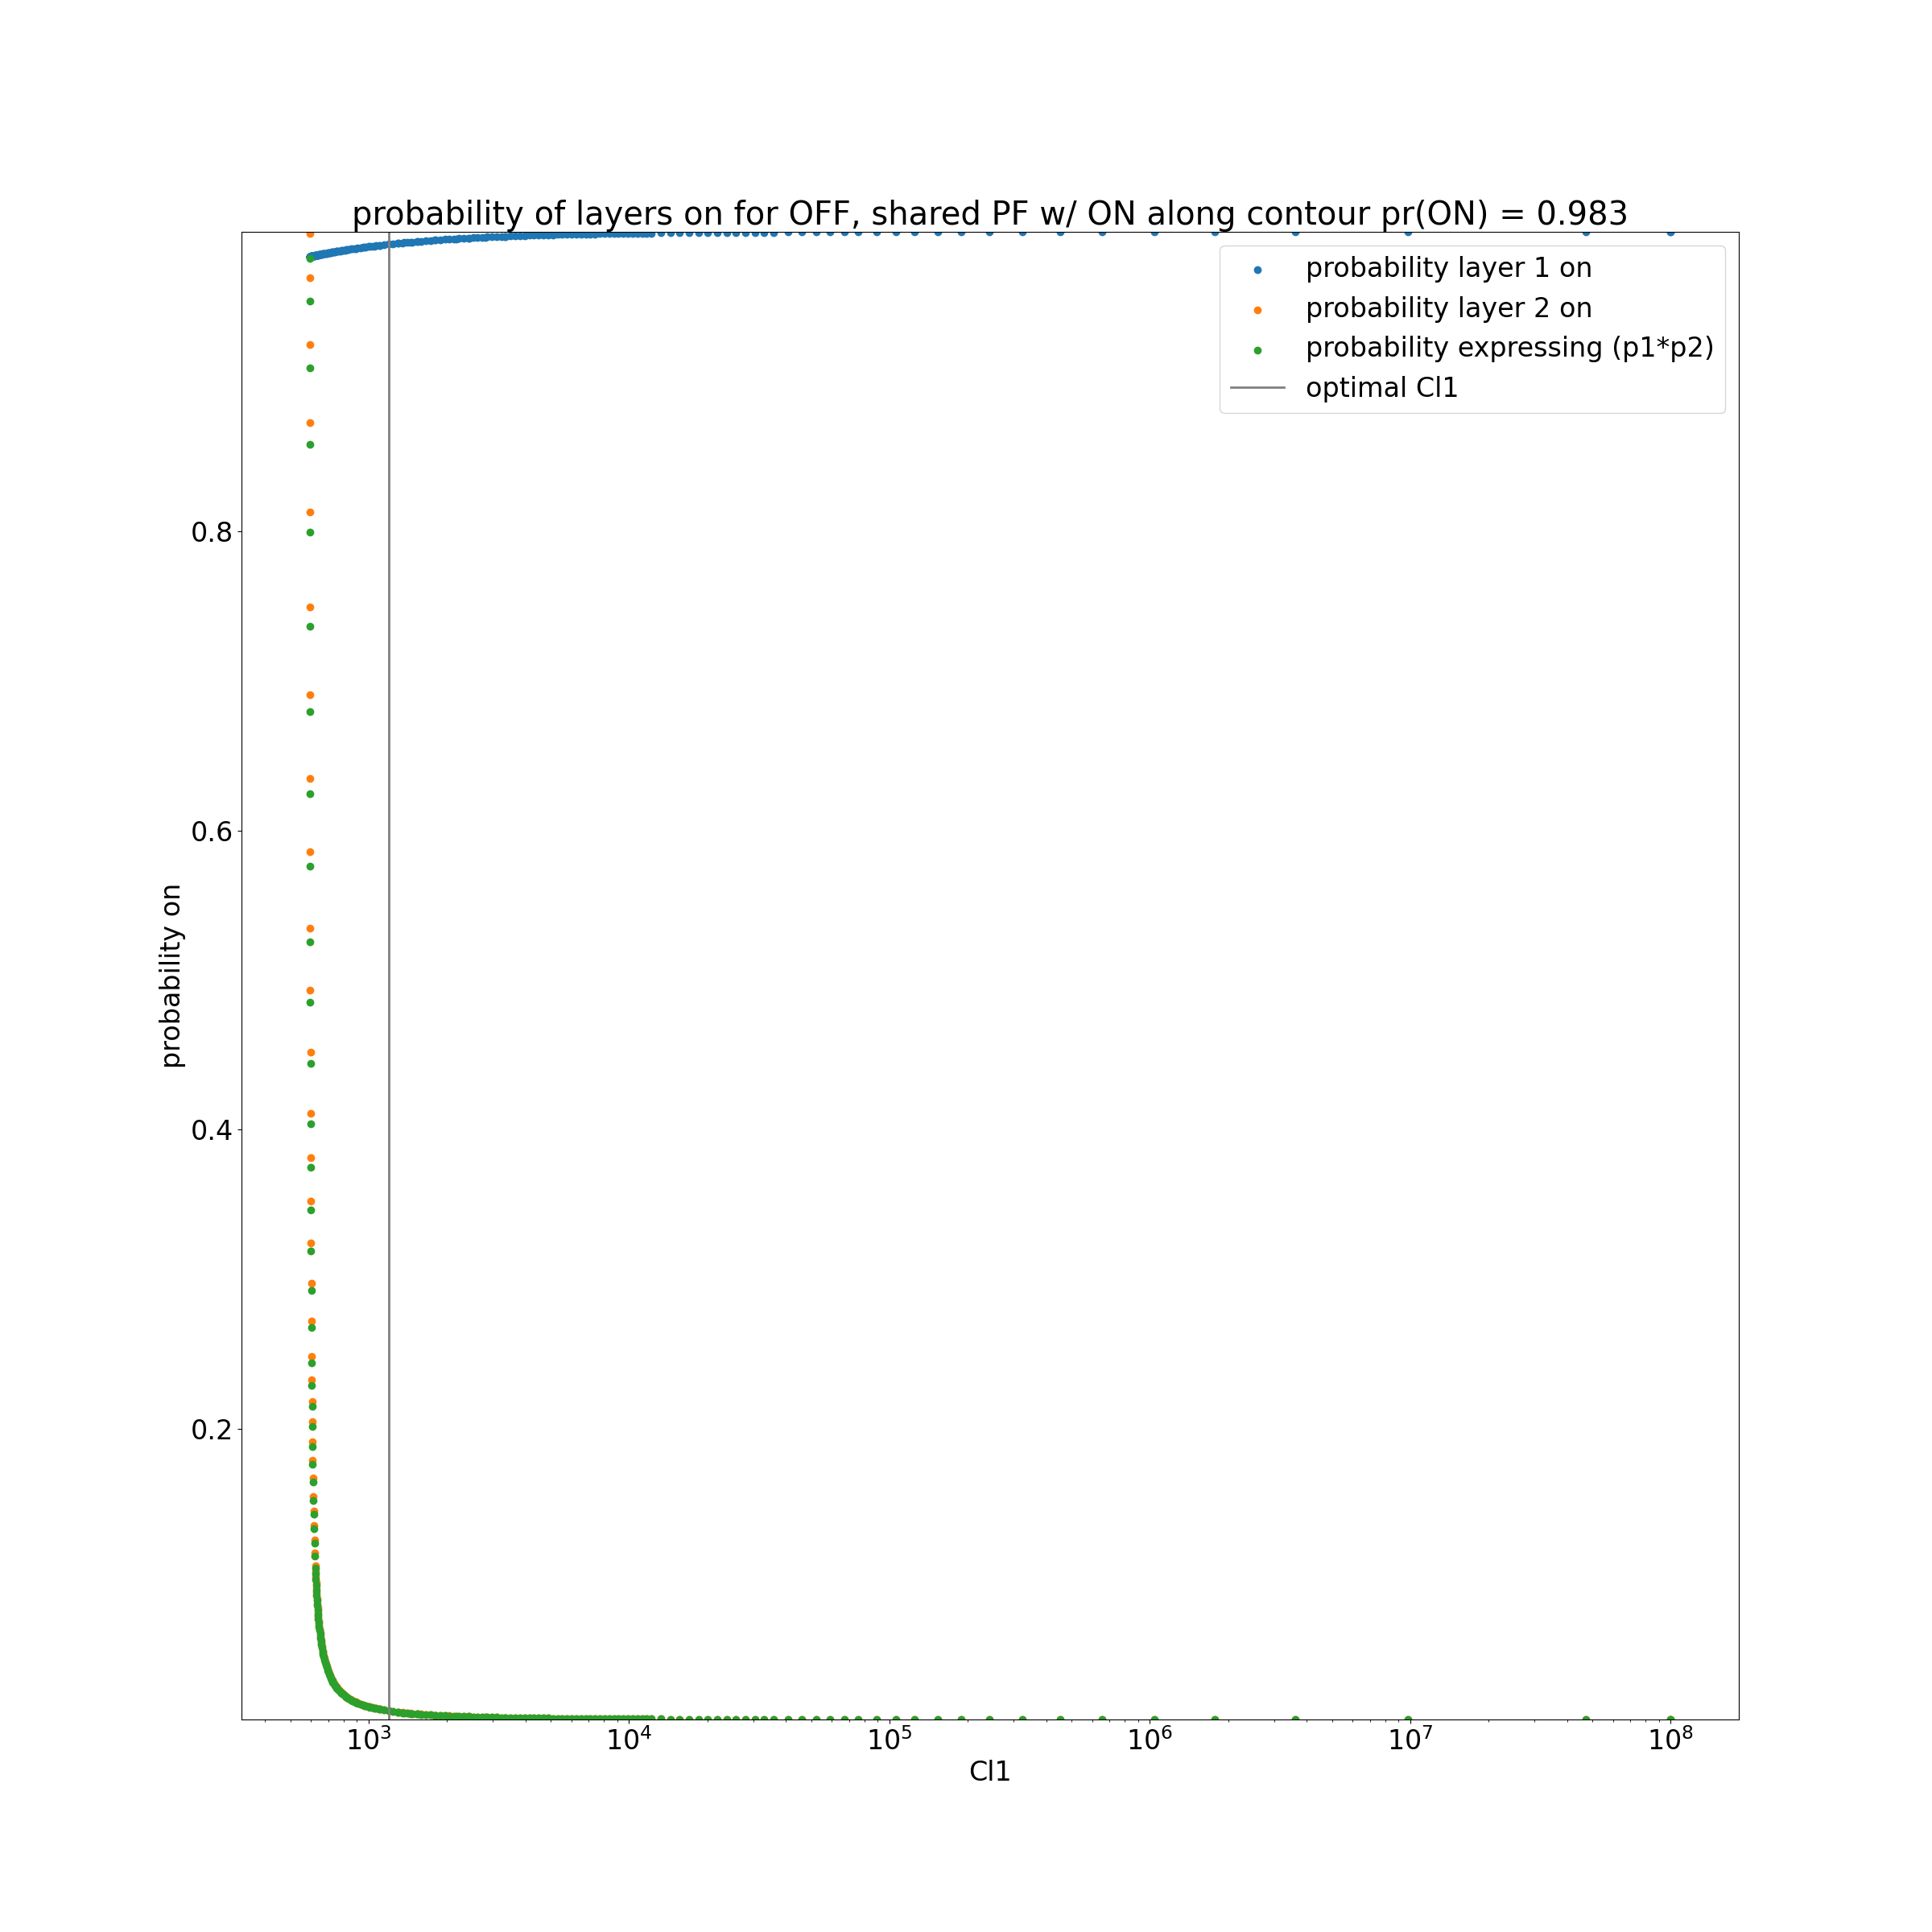 probability of layers on for OFF, shared PF w/ ON along contour pr(ON) = 0.983
probability layer 1 on
probability layer 2 on
probability expressing (p1*p2)
optimal Cl1
0.8
0.6
0.4
0.2
probability on
10³ 10⁴ 10⁵ 10⁶ 10⁷ 10⁸
Cl1